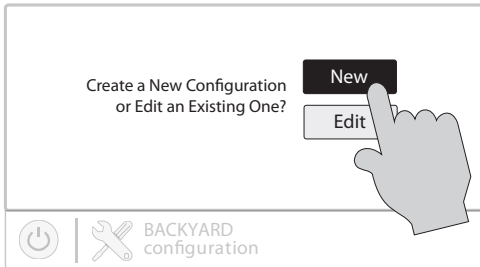 Create a New Configuration
or Edit an Existing One?
New
Edit
BACKYARD
configuration